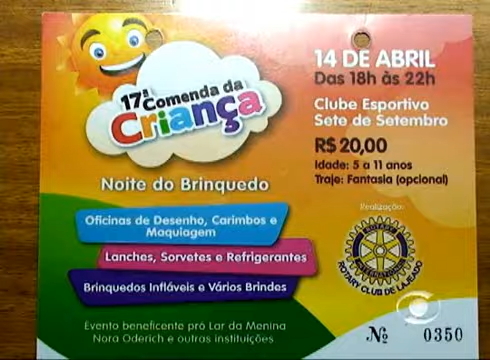 17ª Comenda da
Criança
Noite do Brinquedo
Oficinas de Desenho, Carimbos e
Maquiagem
Lanches, Sorvetes e Refrigerantes
Brinquedos Infláveis e Vários Brindes
Evento beneficente pró Lar da Menina
Nora Oderich e outras instituições
14 DE ABRIL
Das 18h às 22h
Clube Esportivo
Sete de Setembro
R$ 20,00
Idade: 5 a 11 anos
Traje: Fantasia (opcional)
Realização:
ROTARY
INTERNATIONAL
ROTARY CLUB DE LAJEADO
Nº 0350